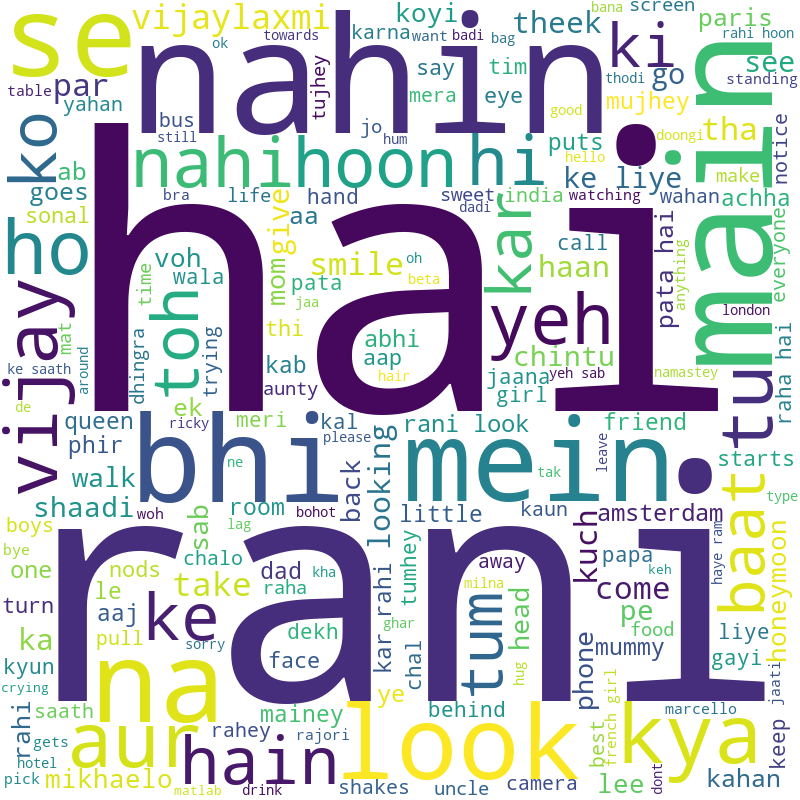 se
vijaylaxmi
koyi
karna
ok
towards
want
badi
bana
bag
screen
theek
ki
paris
rahi hoon
table
par
yahan
nahin
tujhey
say
tim
mera
eye
thodi
go
see
standing
mujhey
bus
still
jo
hum
good
doongi
tha
main
notice
ko
ab
goes
sonal
nahi
hoon
hi
puts
hello
ke liye
make
bra
life
hand
sweet
dadi
india
watching
wahan
achha
everyone
ho
hai
voh
wala
time
toh
mom
give
aa
pata
smile
oh
beta
jaa
kar
call
haan
pata hai
anything
london
vijay
mat
ke saath
around
dhingra
trying
thi
kab
abhi
aap
hair
yeh
chintu
jaana
girl
yeh sab
namastey
raha hai
tu
de
queen
phir
ek
ricky
meri
aunty
kal
please
rani look
friend
leave
ne
bhi
mein
tak
starts
type
walk
shaadi
woh
sab
room
lag
bohot
back
looking
little
kaun
amsterdam
baat
boys
bye
one
nods
chalo
raha
dad
kha
kar rahi
tumhey
away
milna
kuch
papa
keh
haye ram
honeymoon
turn
le
aaj
pull
take
ke
rani
dekh
face
ghar
sorry
chal
tum
hug
head
come
pe
food
mummy
phone
liye
gayi
ka
kyun
crying
rahi
saath
na
mainey
ye
behind
french girl
best
marcello
keep
jaati
gets
hotel
pick
aur
mikhaelo
matlab
hain
rahey
rajori
drink
look
shakes
uncle
camera
lee
dont
kya
kahan